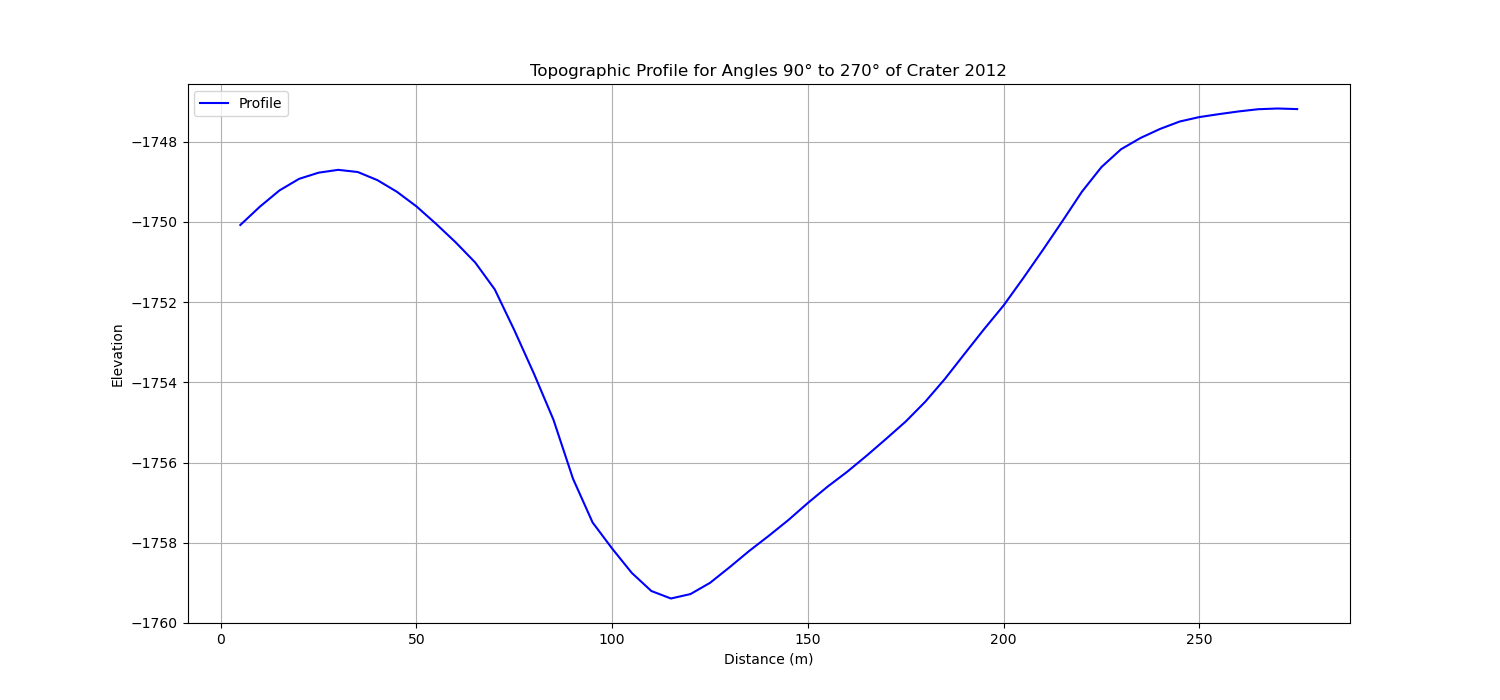 Topographic Profile for Angles 90° to 270° of Crater 2012
Profile
Elevation
−1748
−1750
−1752
−1754
−1756
−1758
−1760
0 50 100 150 200 250
Distance (m)